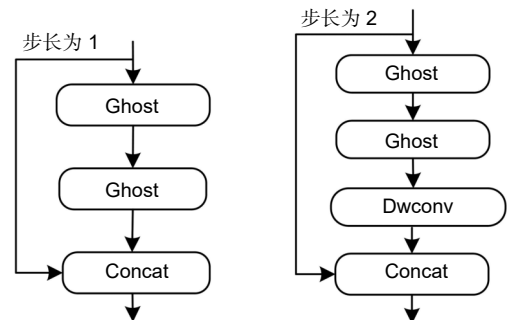 步长为 1
Ghost
Ghost
Concat
步长为 2
Ghost
Ghost
Dwconv
Concat